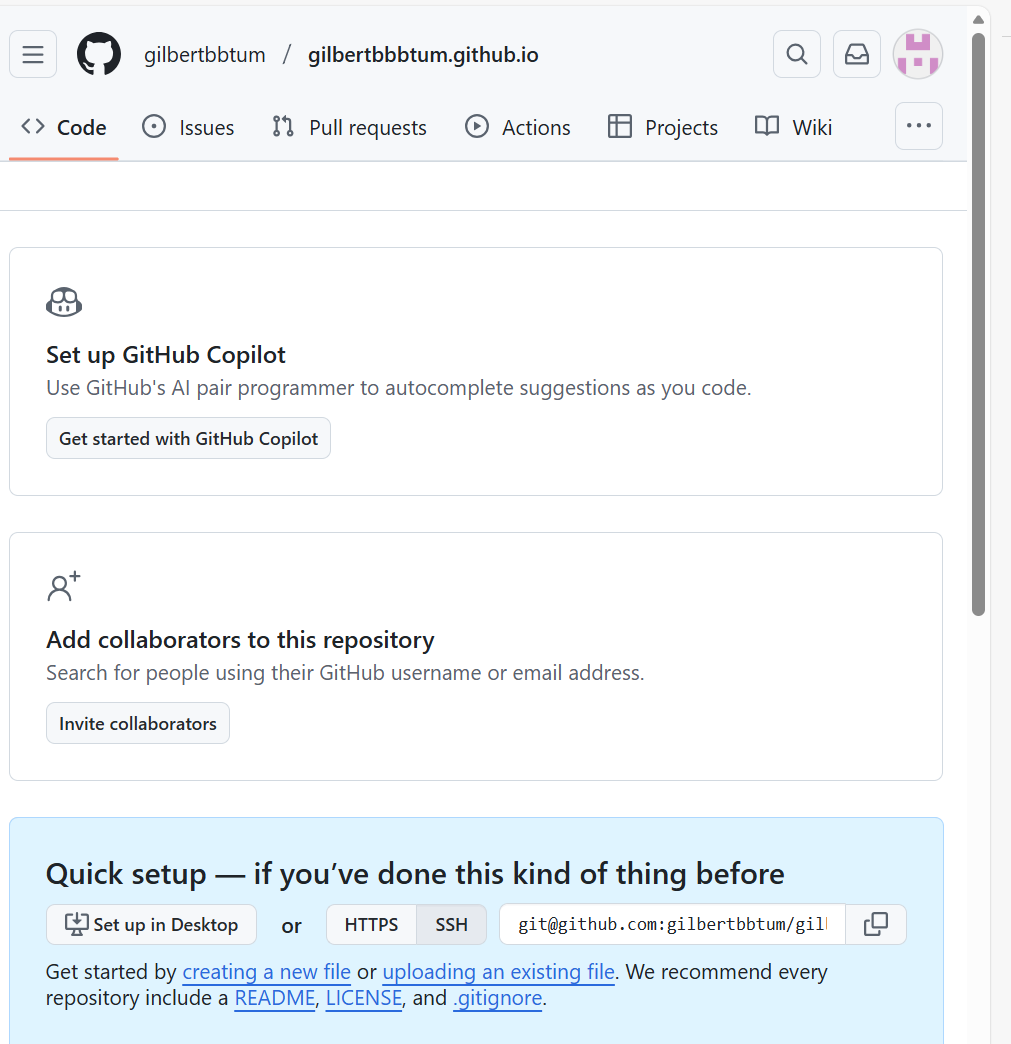 gilbertbbtum / gilbertbbbtum.github.io
Code Issues Pull requests Actions Projects Wiki
Set up GitHub Copilot
Use GitHub's AI pair programmer to autocomplete suggestions as you code.
Get started with GitHub Copilot
Add collaborators to this repository
Search for people using their GitHub username or email address.
Invite collaborators
Quick setup — if you’ve done this kind of thing before
Set up in Desktop or HTTPS SSH git@github.com:gilbertbbtum/gil
Get started by creating a new file or uploading an existing file. We recommend every
repository include a README, LICENSE, and .gitignore.